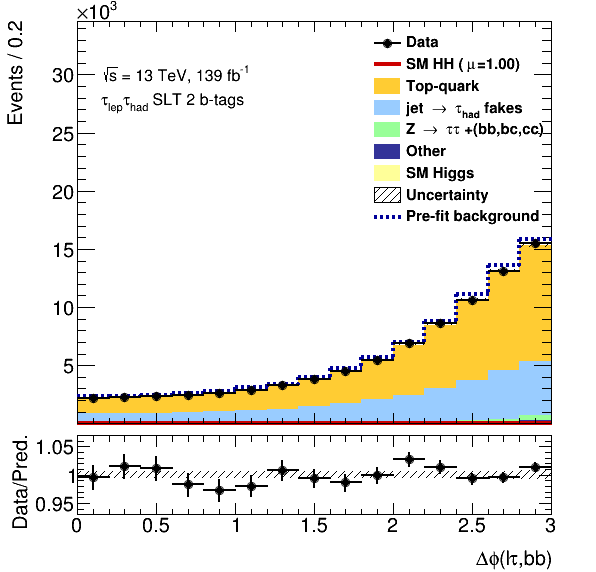 ×10³
Events / 0.2
30
25
20
15
10
5
√s = 13 TeV, 139 fb⁻¹
τlepτhad SLT 2 b-tags
Data
SM HH ( μ=1.00)
Top-quark
jet → τhad fakes
Z → ττ +(bb,bc,cc)
Other
SM Higgs
Uncertainty
Pre-fit background
Data/Pred.
1.05
1
0.95
0 0.5 1 1.5 2 2.5 3
Δϕ(lτ,bb)